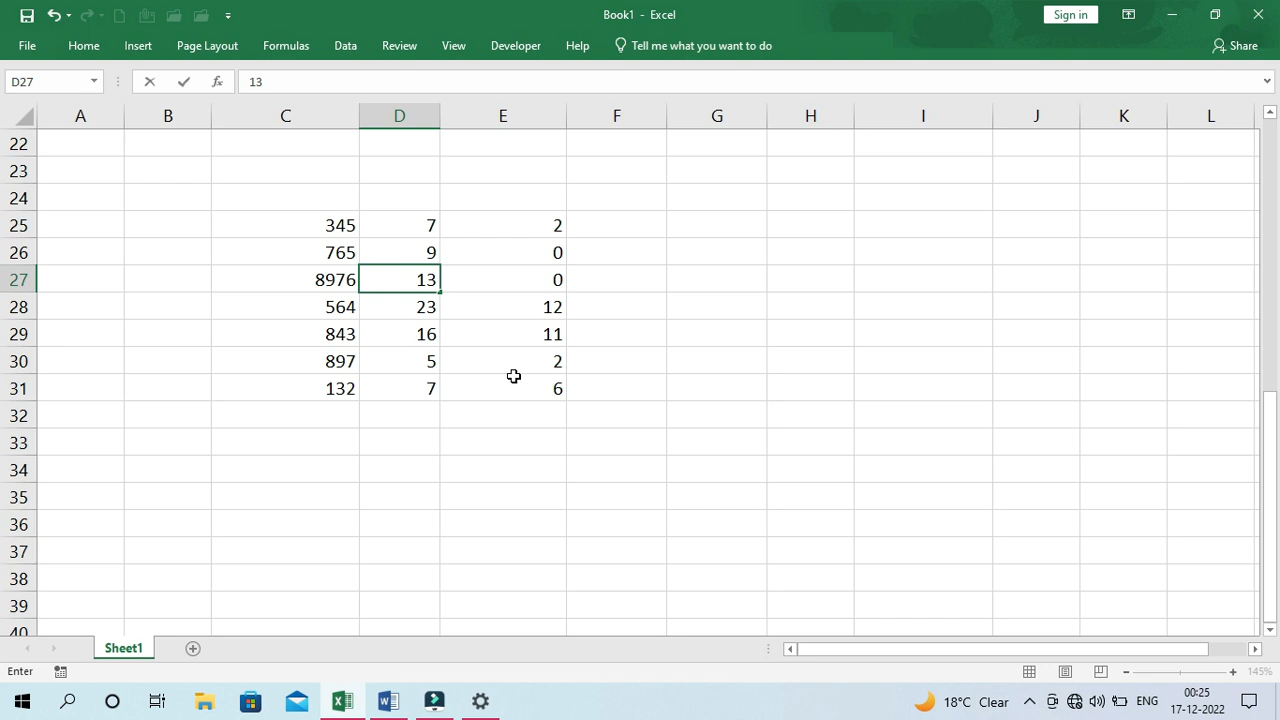 Book1 - Excel
Sign in
File Home Insert Page Layout Formulas Data Review View Developer Help Tell me what you want to do Share
D27 fx 13
A B C D E F G H I J K L
22
23
24
25 345 7 2
26 765 9 0
27 8976 13 0
28 564 23 12
29 843 16 11
30 897 5 2
31 132 7 6
32
33
34
35
36
37
38
39
40
Sheet1
Enter 145%
18°C Clear ENG 00:25
17-12-2022